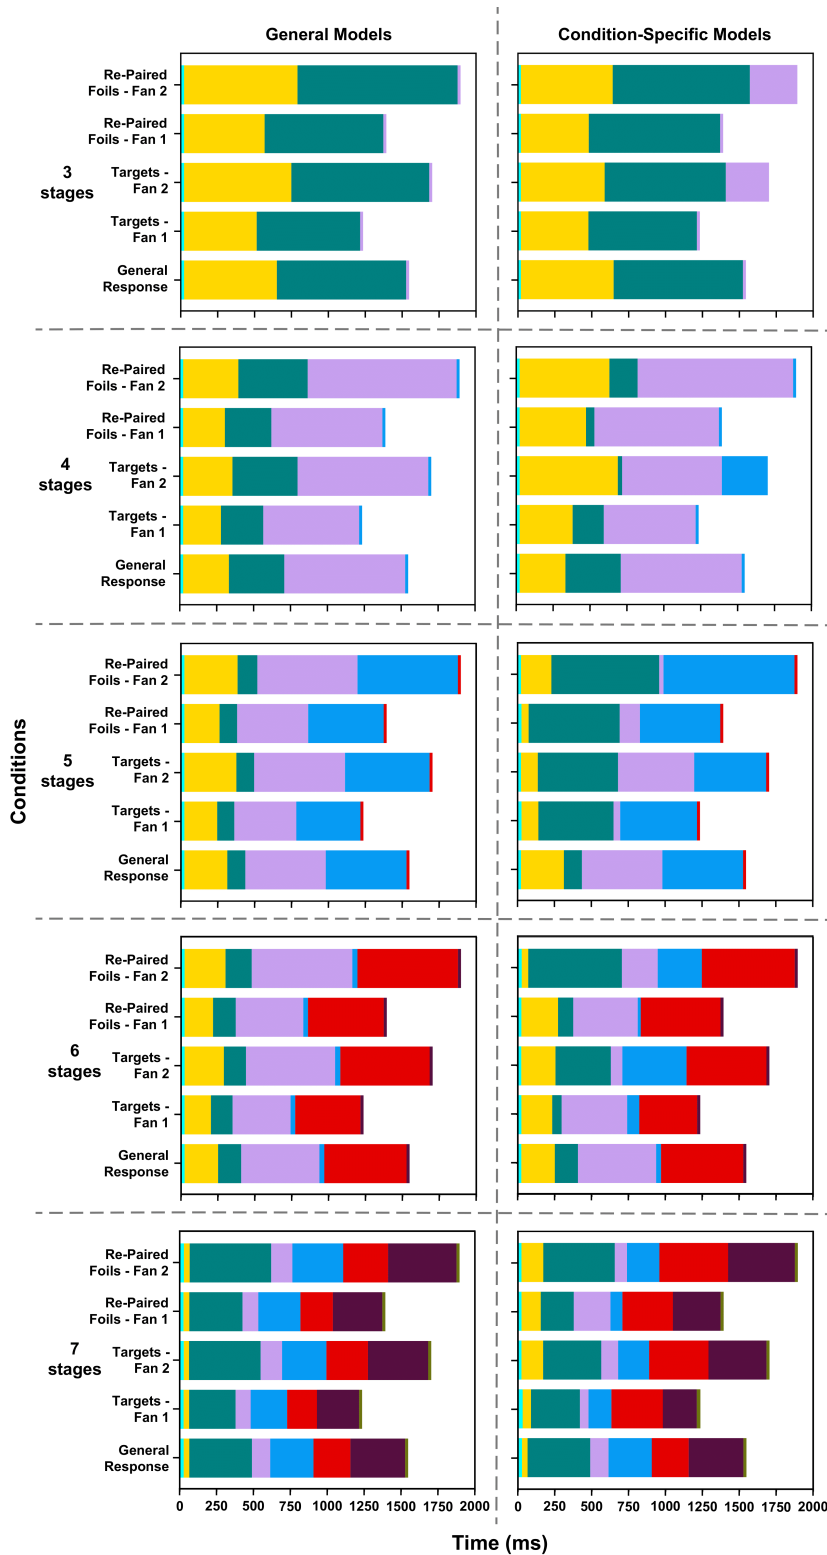 General Models
Condition-Specific Models
Re-Paired
Foils - Fan 2
Re-Paired
Foils - Fan 1
3
stages
Targets -
Fan 2
Targets -
Fan 1
General
Response
Re-Paired
Foils - Fan 2
Re-Paired
Foils - Fan 1
4
stages
Targets -
Fan 2
Targets -
Fan 1
General
Response
Conditions
Re-Paired
Foils - Fan 2
Re-Paired
Foils - Fan 1
5
stages
Targets -
Fan 2
Targets -
Fan 1
General
Response
Re-Paired
Foils - Fan 2
Re-Paired
Foils - Fan 1
6
stages
Targets -
Fan 2
Targets -
Fan 1
General
Response
Re-Paired
Foils - Fan 2
Re-Paired
Foils - Fan 1
7
stages
Targets -
Fan 2
Targets -
Fan 1
General
Response
0 250 500 750 1000 1250 1500 1750 2000
0 250 500 750 1000 1250 1500 1750 2000
Time (ms)